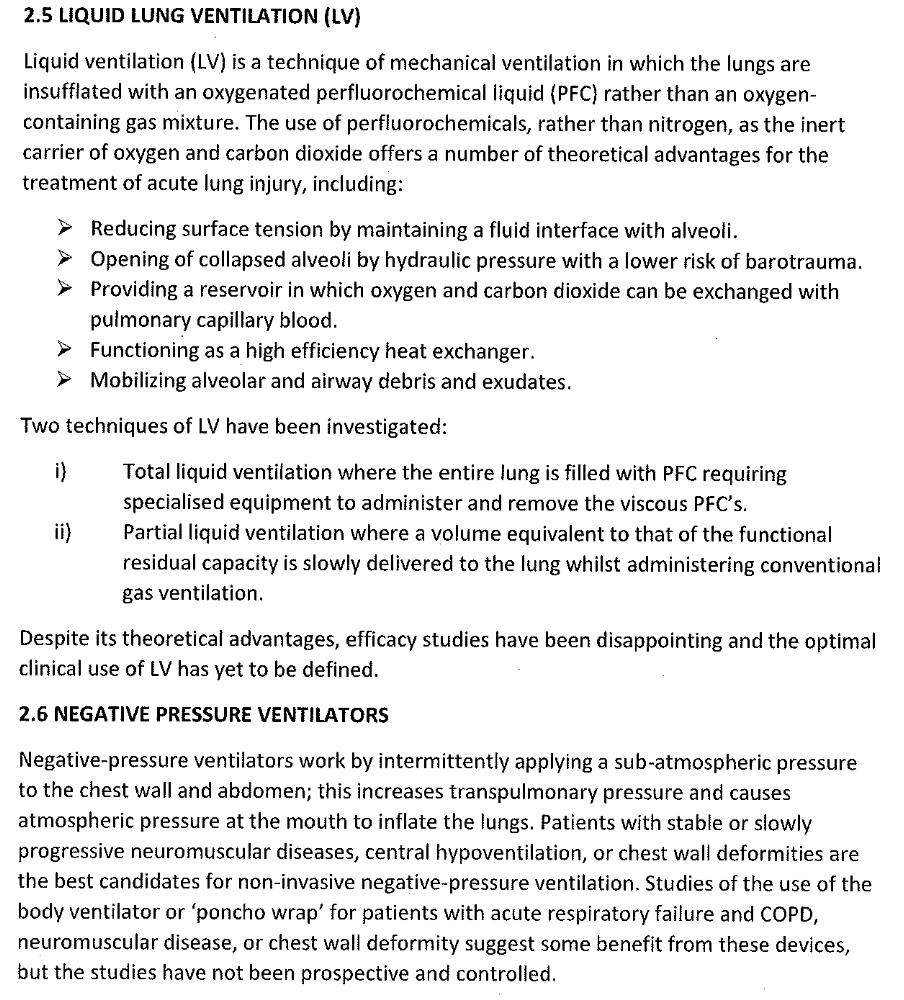 2.5 LIQUID LUNG VENTILATION (LV)
Liquid ventilation (LV) is a technique of mechanical ventilation in which the lungs are
insufflated with an oxygenated perfluorochemical liquid (PFC) rather than an oxygen-
containing gas mixture. The use of perfluorochemicals, rather than nitrogen, as the inert
carrier of oxygen and carbon dioxide offers a number of theoretical advantages for the
treatment of acute lung injury, including:
➢ Reducing surface tension by maintaining a fluid interface with alveoli.
➢ Opening of collapsed alveoli by hydraulic pressure with a lower risk of barotrauma.
➢ Providing a reservoir in which oxygen and carbon dioxide can be exchanged with
pulmonary capillary blood.
➢ Functioning as a high efficiency heat exchanger.
➢ Mobilizing alveolar and airway debris and exudates.
Two techniques of LV have been investigated:
i) Total liquid ventilation where the entire lung is filled with PFC requiring
specialised equipment to administer and remove the viscous PFC's.
ii) Partial liquid ventilation where a volume equivalent to that of the functional
residual capacity is slowly delivered to the lung whilst administering conventional
gas ventilation.
Despite its theoretical advantages, efficacy studies have been disappointing and the optimal
clinical use of LV has yet to be defined.
2.6 NEGATIVE PRESSURE VENTILATORS
Negative-pressure ventilators work by intermittently applying a sub-atmospheric pressure
to the chest wall and abdomen; this increases transpulmonary pressure and causes
atmospheric pressure at the mouth to inflate the lungs. Patients with stable or slowly
progressive neuromuscular diseases, central hypoventilation, or chest wall deformities are
the best candidates for non-invasive negative-pressure ventilation. Studies of the use of the
body ventilator or 'poncho wrap' for patients with acute respiratory failure and COPD,
neuromuscular disease, or chest wall deformity suggest some benefit from these devices,
but the studies have not been prospective and controlled.